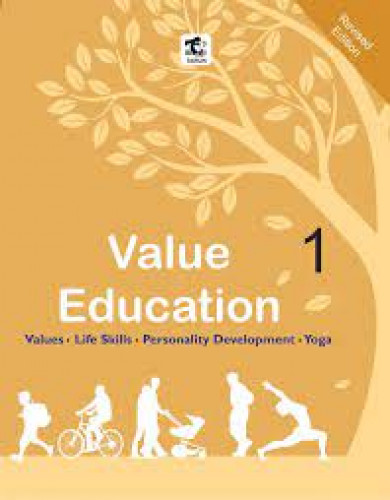 Revised
Edition
Value
Education
1
Values • Life Skills • Personality Development • Yoga